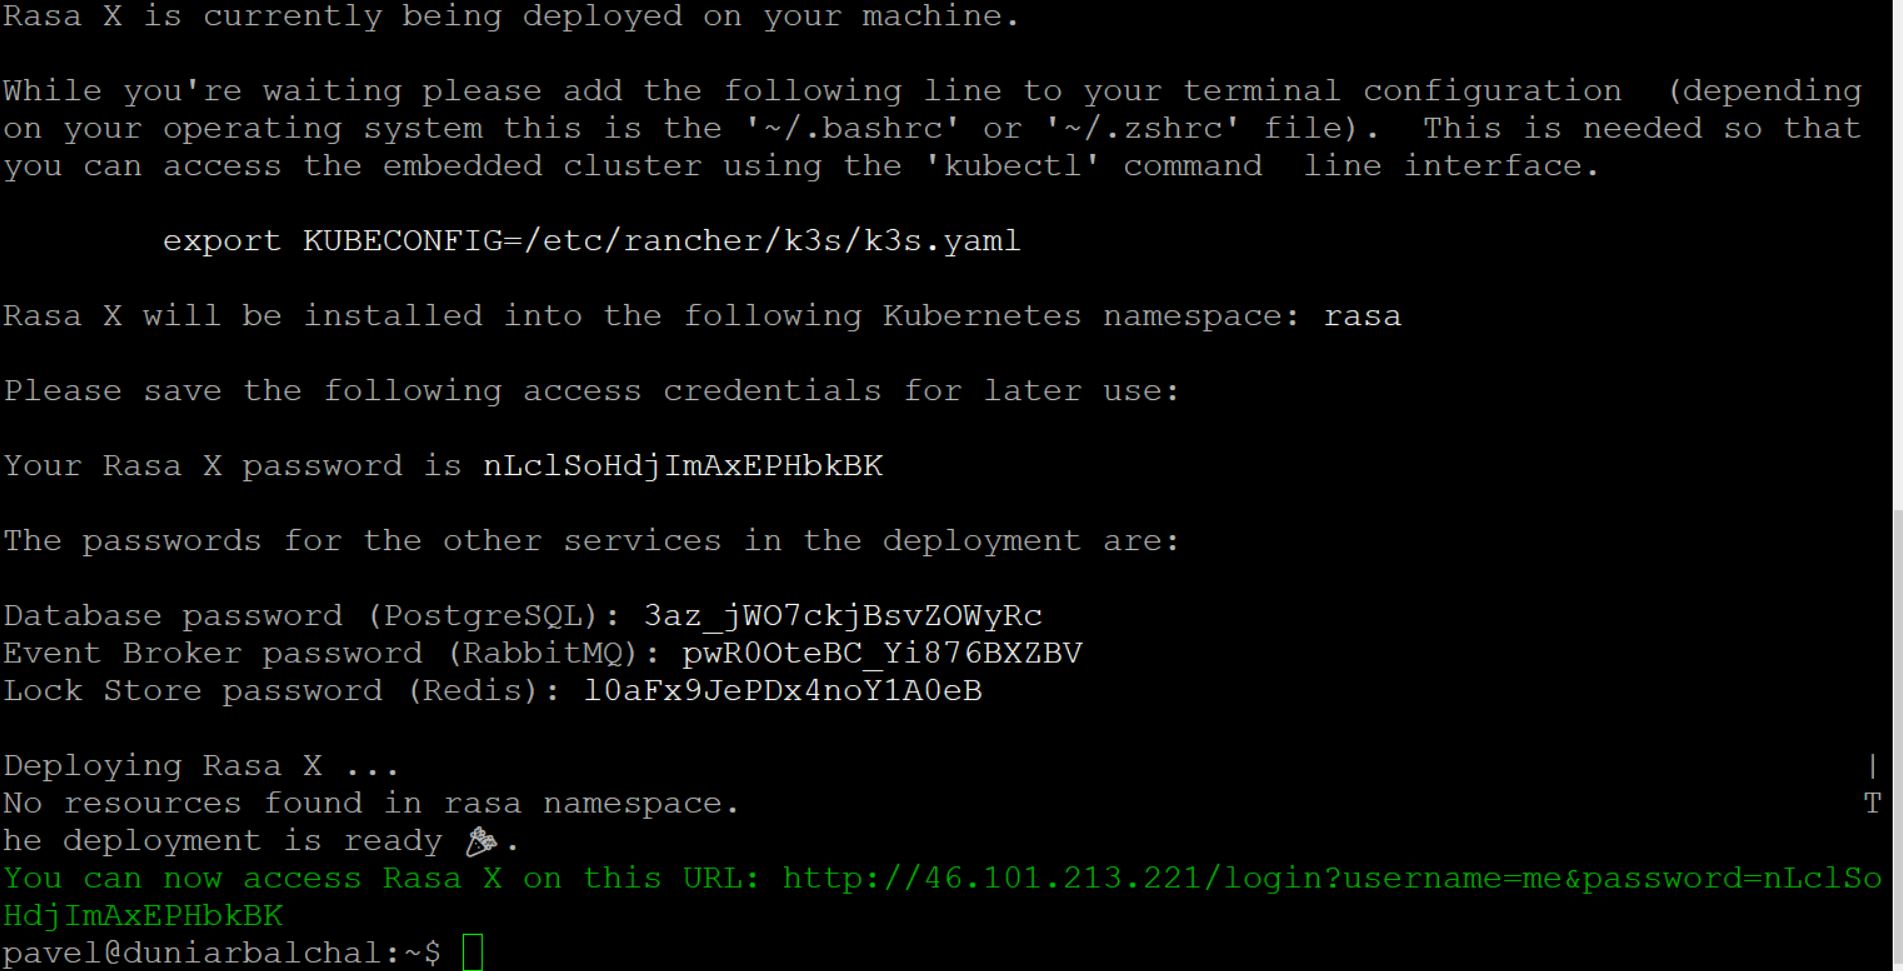 Rasa X is currently being deployed on your machine.
While you're waiting please add the following line to your terminal configuration  (depending
on your operating system this is the '~/.bashrc' or '~/.zshrc' file).  This is needed so that
you can access the embedded cluster using the 'kubectl' command  line interface.
export KUBECONFIG=/etc/rancher/k3s/k3s.yaml
Rasa X will be installed into the following Kubernetes namespace: rasa
Please save the following access credentials for later use:
Your Rasa X password is nLclSoHdjImAxEPHbkBK
The passwords for the other services in the deployment are:
Database password (PostgreSQL): 3az_jWO7ckjBsvZOWyRc
Event Broker password (RabbitMQ): pwR0OteBC_Yi876BXZBV
Lock Store password (Redis): l0aFx9JePDx4noY1A0eB
Deploying Rasa X ... |
No resources found in rasa namespace. T
he deployment is ready 🎉.
You can now access Rasa X on this URL: http://46.101.213.221/login?username=me&password=nLclSo
HdjImAxEPHbkBK
pavel@duniarbalchal:~$